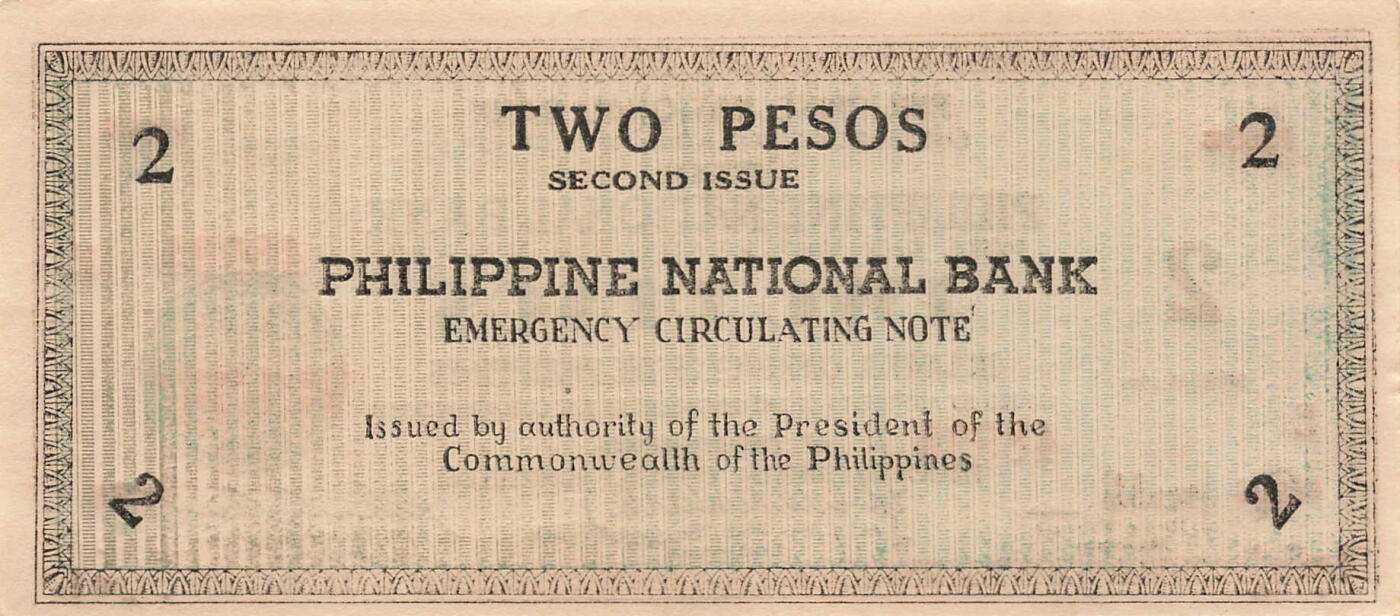 TWO PESOS
2 2
SECOND ISSUE
PHILIPPINE NATIONAL BANK
EMERGENCY CIRCULATING NOTE
Issued by authority of the President of the
Commonwealth of the Philippines
2 2